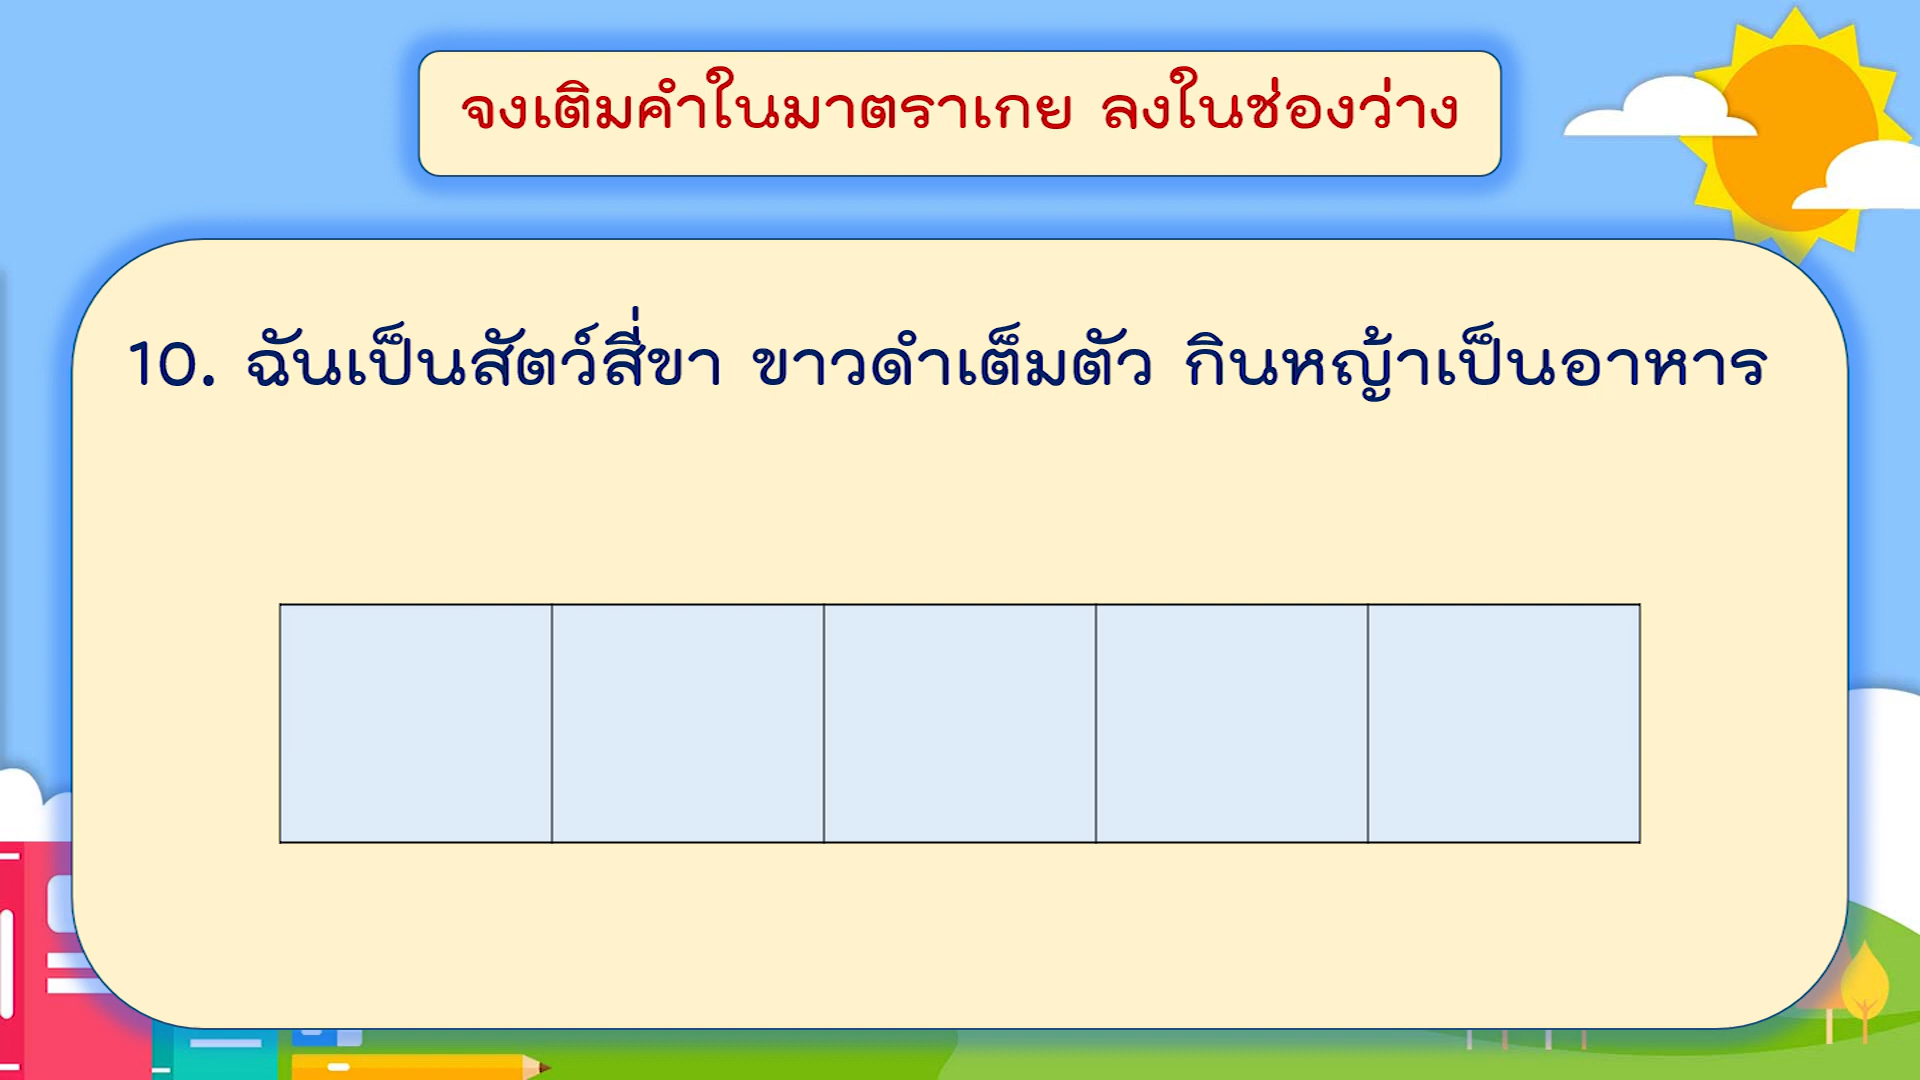 จงเติมคำในมาตราเกย ลงในช่องว่าง
10. ฉันเป็นสัตว์สี่ขา ขาวดำเต็มตัว กินหญ้าเป็นอาหาร